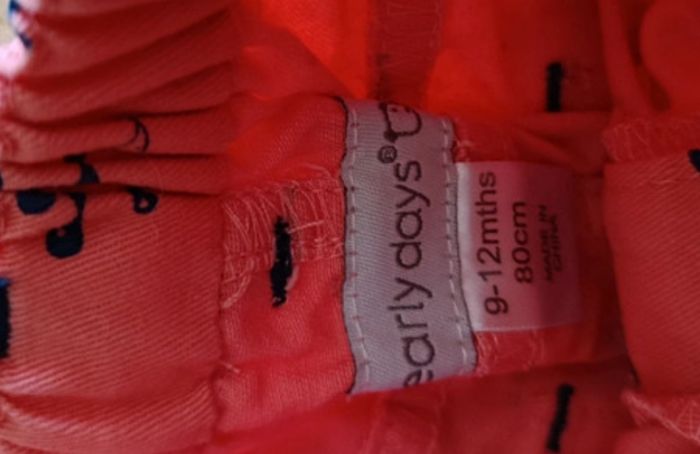 early days®
9-12mths
80cm
MADE IN
CHINA